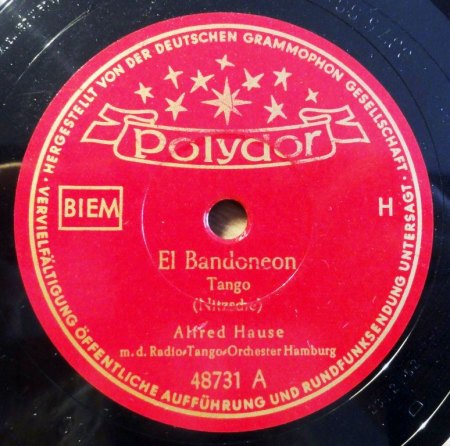 HERGESTELLT VON DER DEUTSCHEN GRAMMOPHON GESELLSCHAFT ·
VERVIELFÄLTIGUNG ÖFFENTLICHE AUFFÜHRUNG UND RUNDFUNKSENDUNG UNTERSAGT ·
Polydor
BIEM
H
El Bandoneon
Tango
(Nitzsche)
Alfred Hause
m. d. Radio-Tango-Orchester Hamburg
48731 A